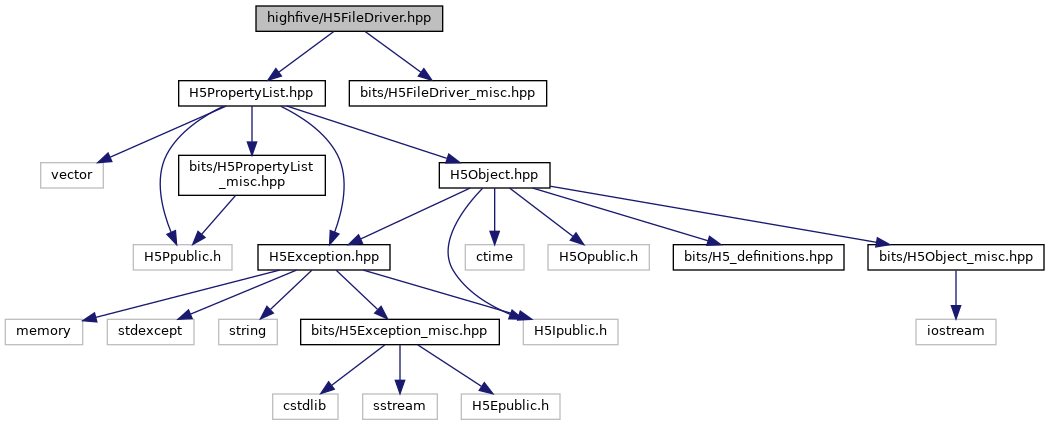 highfive/H5FileDriver.hpp
H5PropertyList.hpp
bits/H5FileDriver_misc.hpp
vector
bits/H5PropertyList
_misc.hpp
H5Object.hpp
H5Ppublic.h
H5Exception.hpp
ctime
H5Opublic.h
bits/H5_definitions.hpp
bits/H5Object_misc.hpp
memory
stdexcept
string
bits/H5Exception_misc.hpp
H5Ipublic.h
iostream
cstdlib
sstream
H5Epublic.h